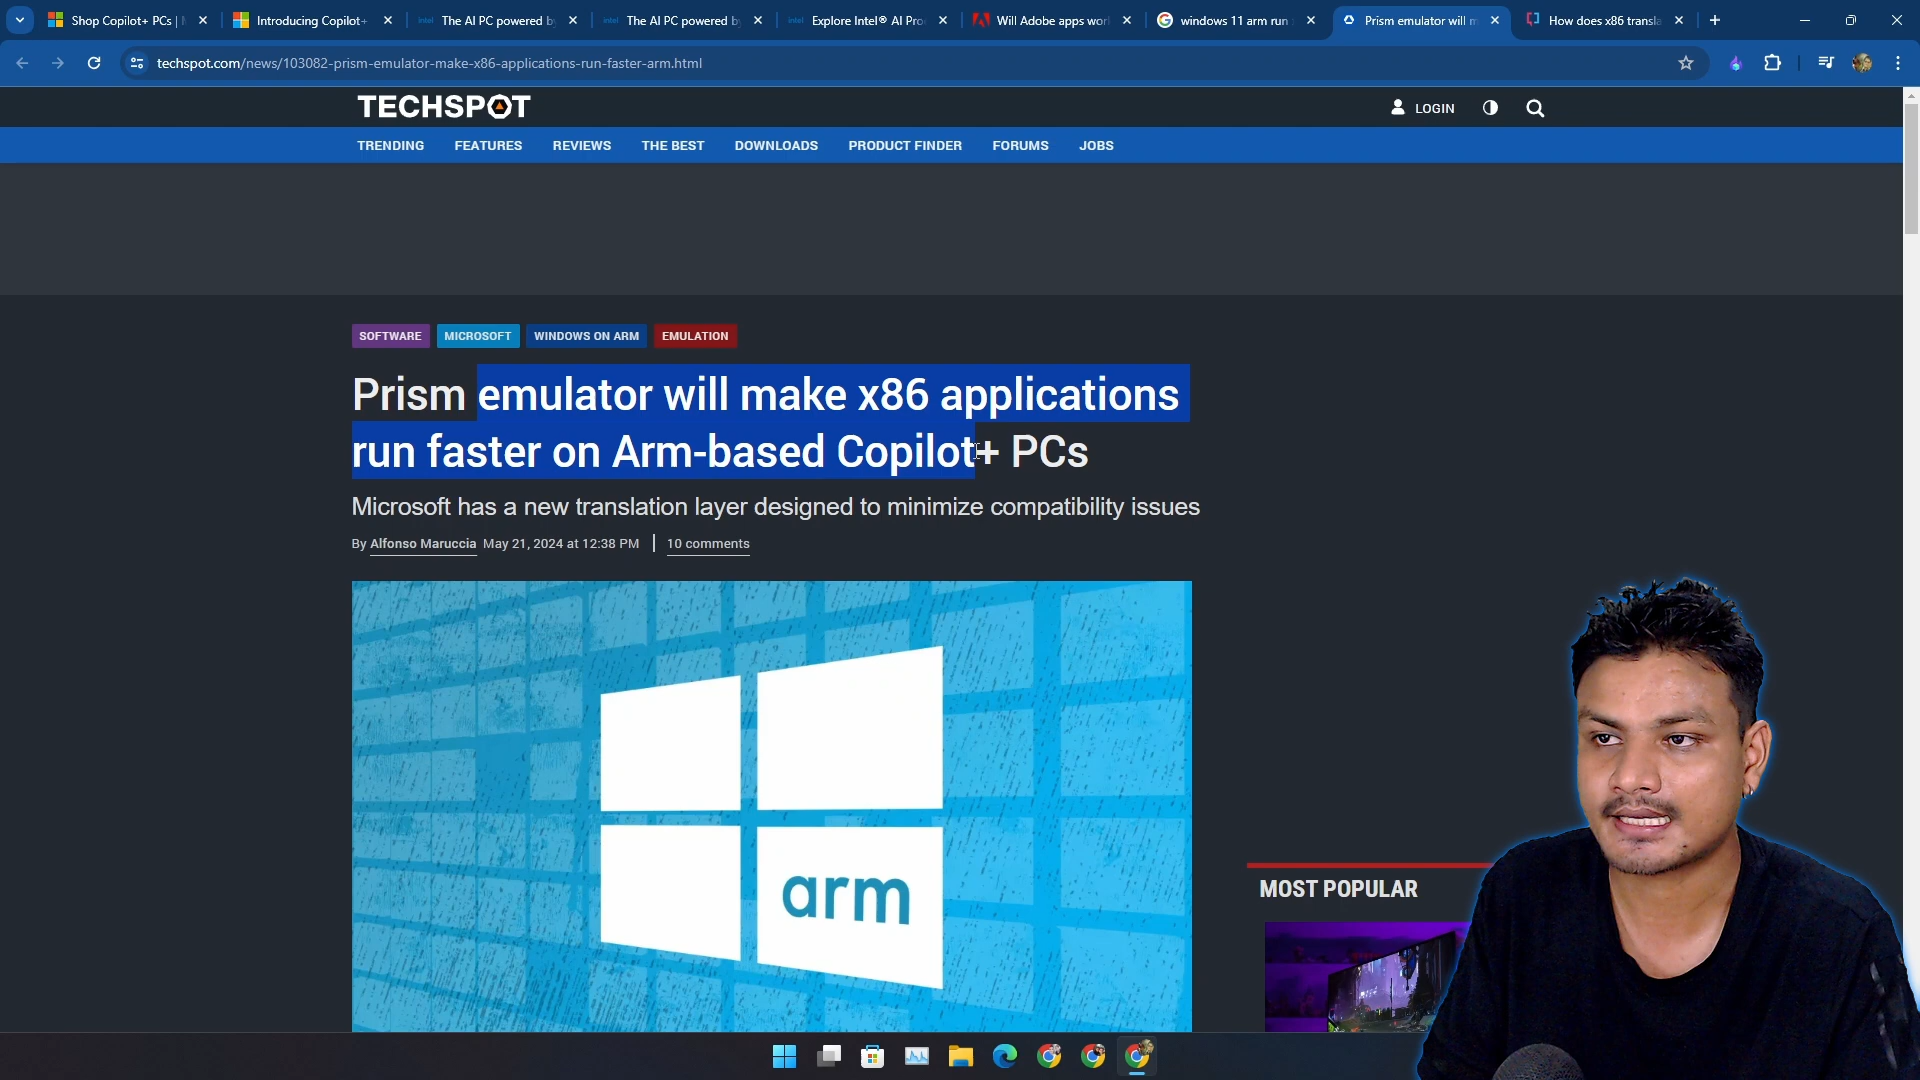 Shop Copilot+ PCs |
Introducing Copilot+
intel The AI PC powered b
intel The AI PC powered b
intel Explore Intel® AI Pro
Will Adobe apps wor
windows 11 arm run
Prism emulator will m
How does x86 transla
techspot.com/news/103082-prism-emulator-make-x86-applications-run-faster-arm.html
TECHSPOT
LOGIN
TRENDING FEATURES REVIEWS THE BEST DOWNLOADS PRODUCT FINDER FORUMS JOBS
SOFTWARE MICROSOFT WINDOWS ON ARM EMULATION
Prism emulator will make x86 applications
run faster on Arm-based Copilot+ PCs
Microsoft has a new translation layer designed to minimize compatibility issues
By Alfonso Maruccia May 21, 2024 at 12:38 PM | 10 comments
arm
MOST POPULAR